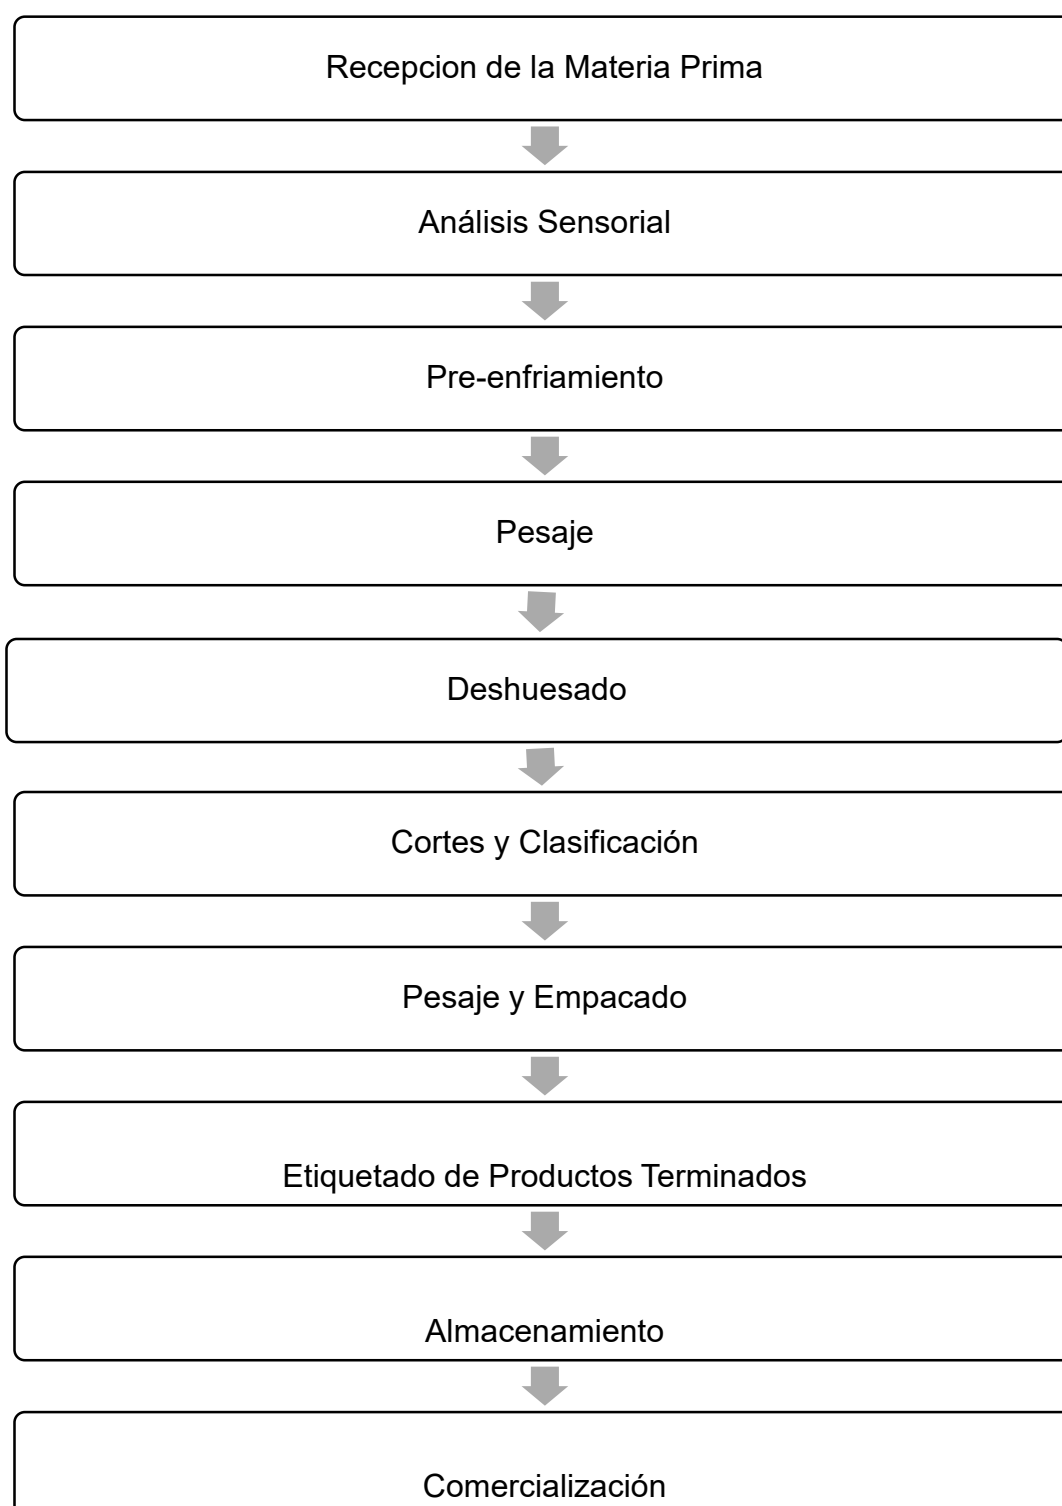 Recepcion de la Materia Prima
Análisis Sensorial
Pre-enfriamiento
Pesaje
Deshuesado
Cortes y Clasificación
Pesaje y Empacado
Etiquetado de Productos Terminados
Almacenamiento
Comercialización